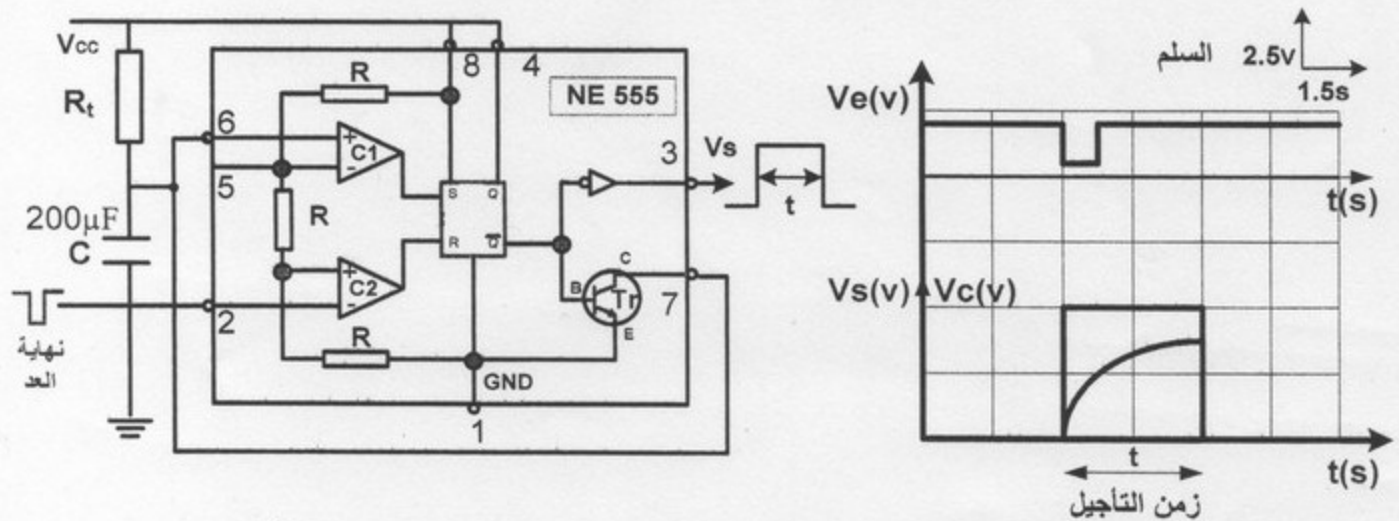 Vcc
Rt
200µF
C
نهاية
العد
6
5
2
R
R
R
C1
C2
8
4
NE 555
S
Q
R
Q̅
GND
1
B
C
Tr
E
3
7
Vs
t
السلم
2.5v
1.5s
Ve(v)
t(s)
Vs(v)
Vc(v)
t
t(s)
زمن التأجيل